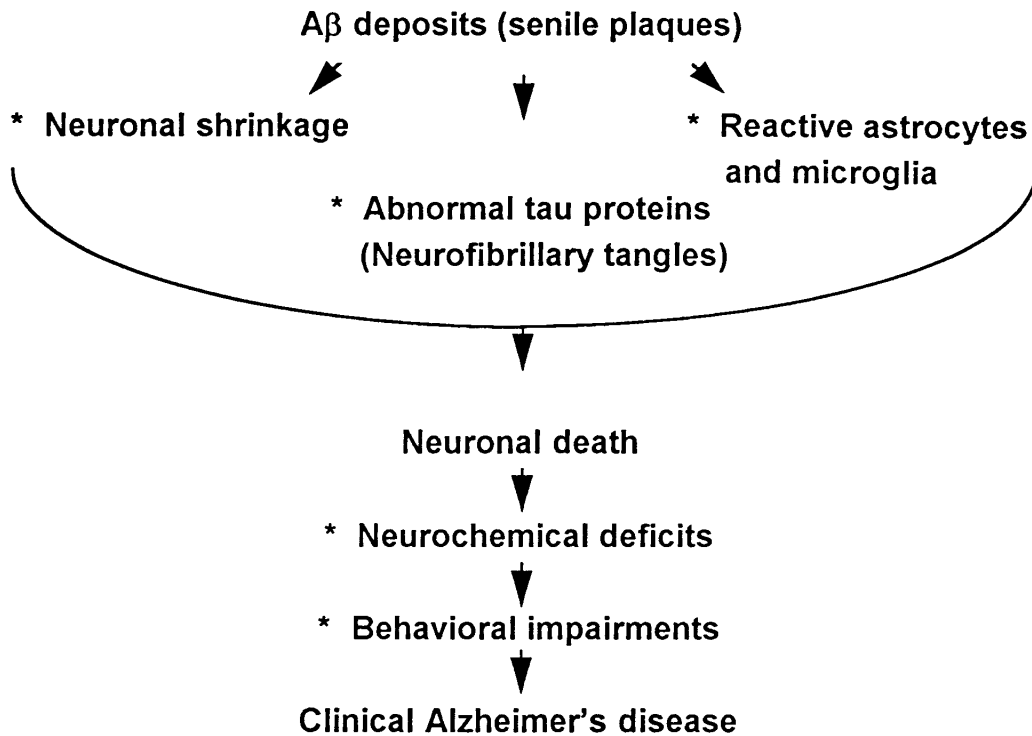 Aβ deposits (senile plaques)
* Neuronal shrinkage
* Reactive astrocytes
and microglia
* Abnormal tau proteins
(Neurofibrillary tangles)
Neuronal death
* Neurochemical deficits
* Behavioral impairments
Clinical Alzheimer's disease